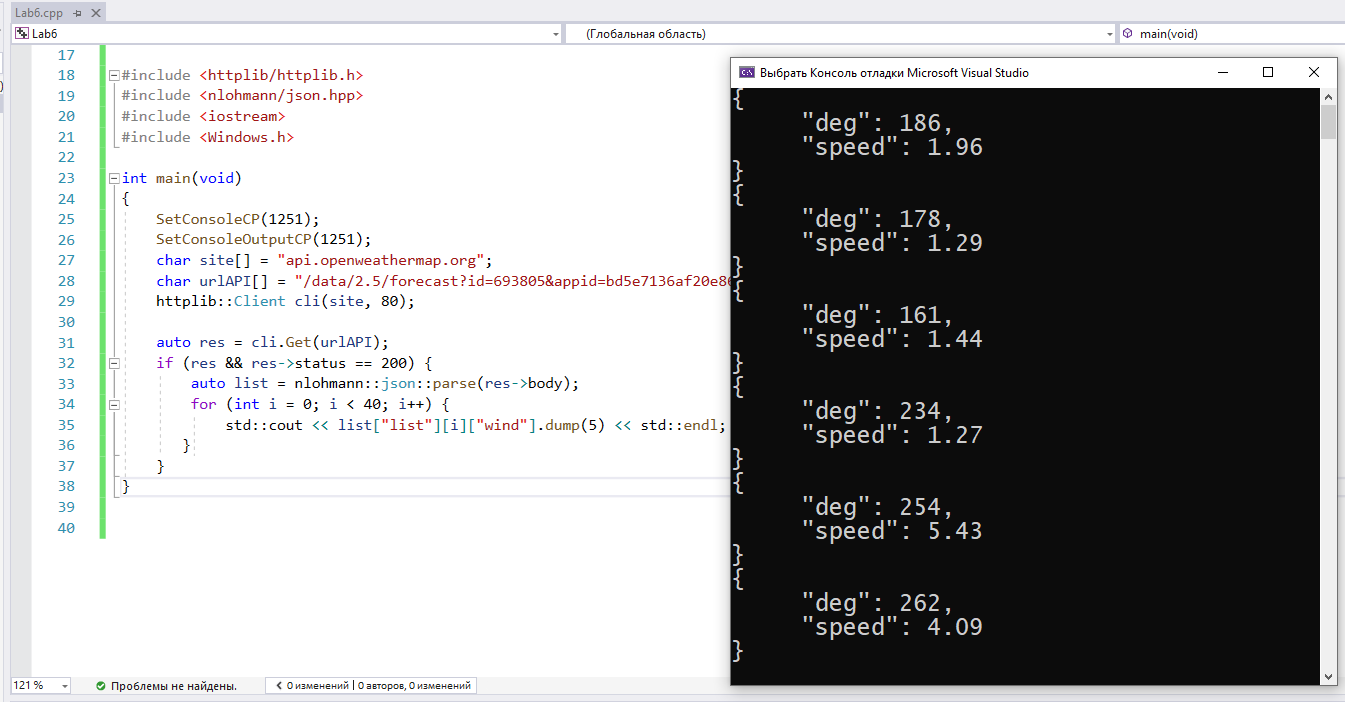 Lab6.cpp
Lab6
(Глобальная область)
main(void)
17
18 #include <httplib/httplib.h>
19 #include <nlohmann/json.hpp>
20 #include <iostream>
21 #include <Windows.h>
22
23 int main(void)
24 {
25 SetConsoleCP(1251);
26 SetConsoleOutputCP(1251);
27 char site[] = "api.openweathermap.org";
28 char urlAPI[] = "/data/2.5/forecast?id=693805&appid=bd5e7136af20e8
29 httplib::Client cli(site, 80);
30
31 auto res = cli.Get(urlAPI);
32 if (res && res->status == 200) {
33 auto list = nlohmann::json::parse(res->body);
34 for (int i = 0; i < 40; i++) {
35 std::cout << list["list"][i]["wind"].dump(5) << std::endl;
36 }
37 }
38 }
39
40
121 %
Проблемы не найдены.
0 изменений | 0 авторов, 0 изменений
Выбрать Консоль отладки Microsoft Visual Studio
{
"deg": 186,
"speed": 1.96
}
{
"deg": 178,
"speed": 1.29
}
{
"deg": 161,
"speed": 1.44
}
{
"deg": 234,
"speed": 1.27
}
{
"deg": 254,
"speed": 5.43
}
{
"deg": 262,
"speed": 4.09
}